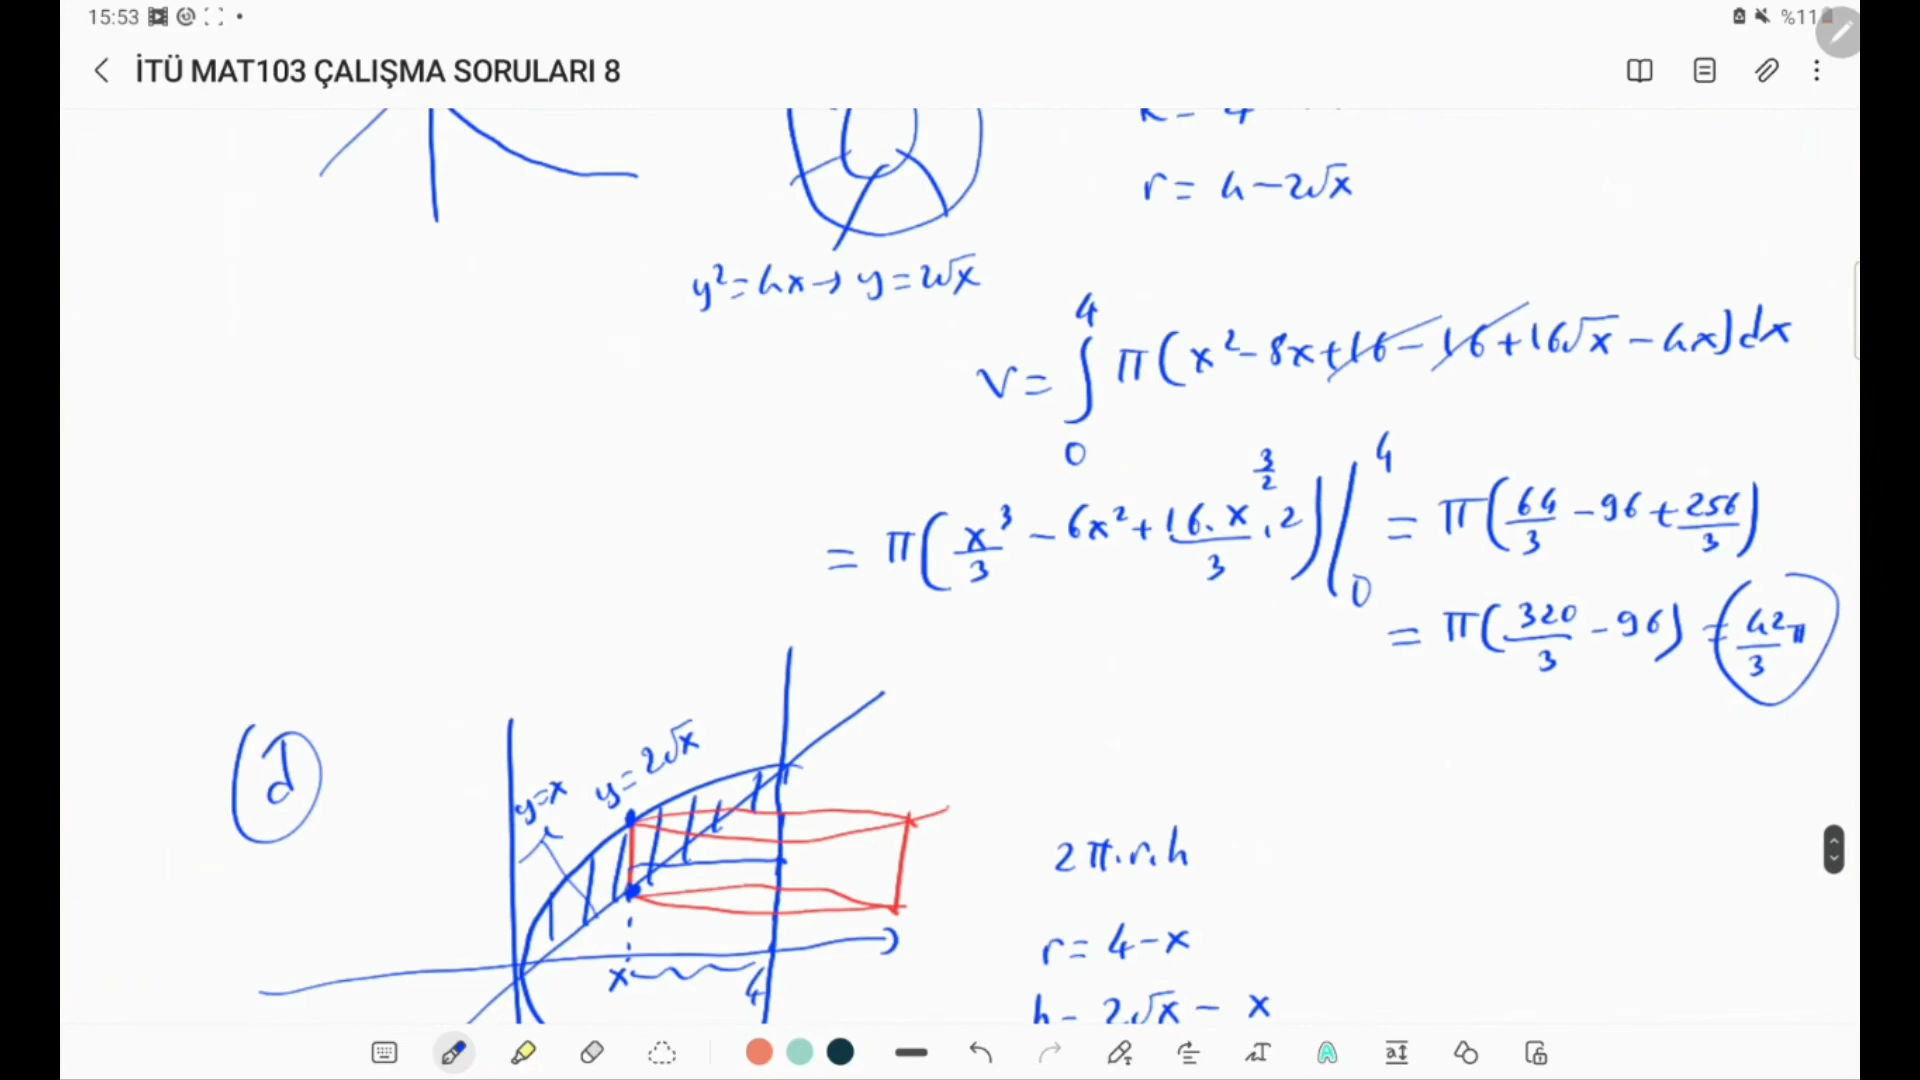 15:53
%11
İTÜ MAT103 ÇALIŞMA SORULARI 8
r = 4-2√x
y²=4x→ y=2√x
V= ∫₀⁴ π(x²-8x+16-16+16√x-4x)dx
= π(x³/3 - 6x² + 16.x^(3/2).2/3)|₀⁴ = π(64/3 - 96 + 256/3)
= π(320/3 - 96) = 42/3 π
d
y=x
y=2√x
2π.r.h
r= 4-x
x
4
h= 2√x - x